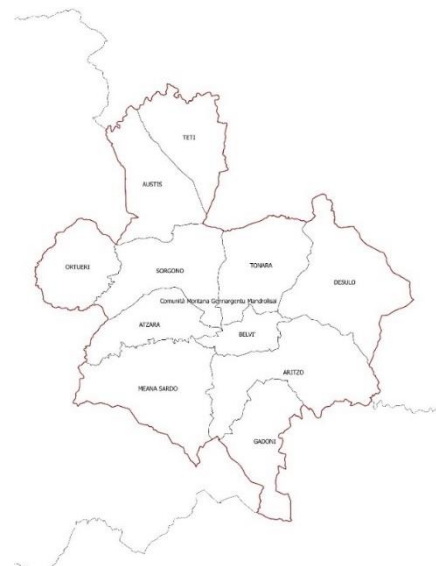 TETI
AUSTIS
ORTUERI
SORGONO
TONARA
DESULO
Comunità Montana Gennargentu Mandrolisai
ATZARA
BELVI'
ARITZO
MEANA SARDO
GADONI